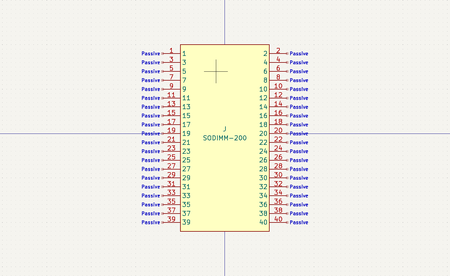 Passive 1 1 2 2 Passive
Passive 3 3 4 4 Passive
Passive 5 5 6 6 Passive
Passive 7 7 8 8 Passive
Passive 9 9 10 10 Passive
Passive 11 11 12 12 Passive
Passive 13 13 14 14 Passive
Passive 15 15 16 16 Passive
Passive 17 17 18 18 Passive
J
Passive 19 19 20 20 Passive
SODIMM-200
Passive 21 21 22 22 Passive
Passive 23 23 24 24 Passive
Passive 25 25 26 26 Passive
Passive 27 27 28 28 Passive
Passive 29 29 30 30 Passive
Passive 31 31 32 32 Passive
Passive 33 33 34 34 Passive
Passive 35 35 36 36 Passive
Passive 37 37 38 38 Passive
Passive 39 39 40 40 Passive